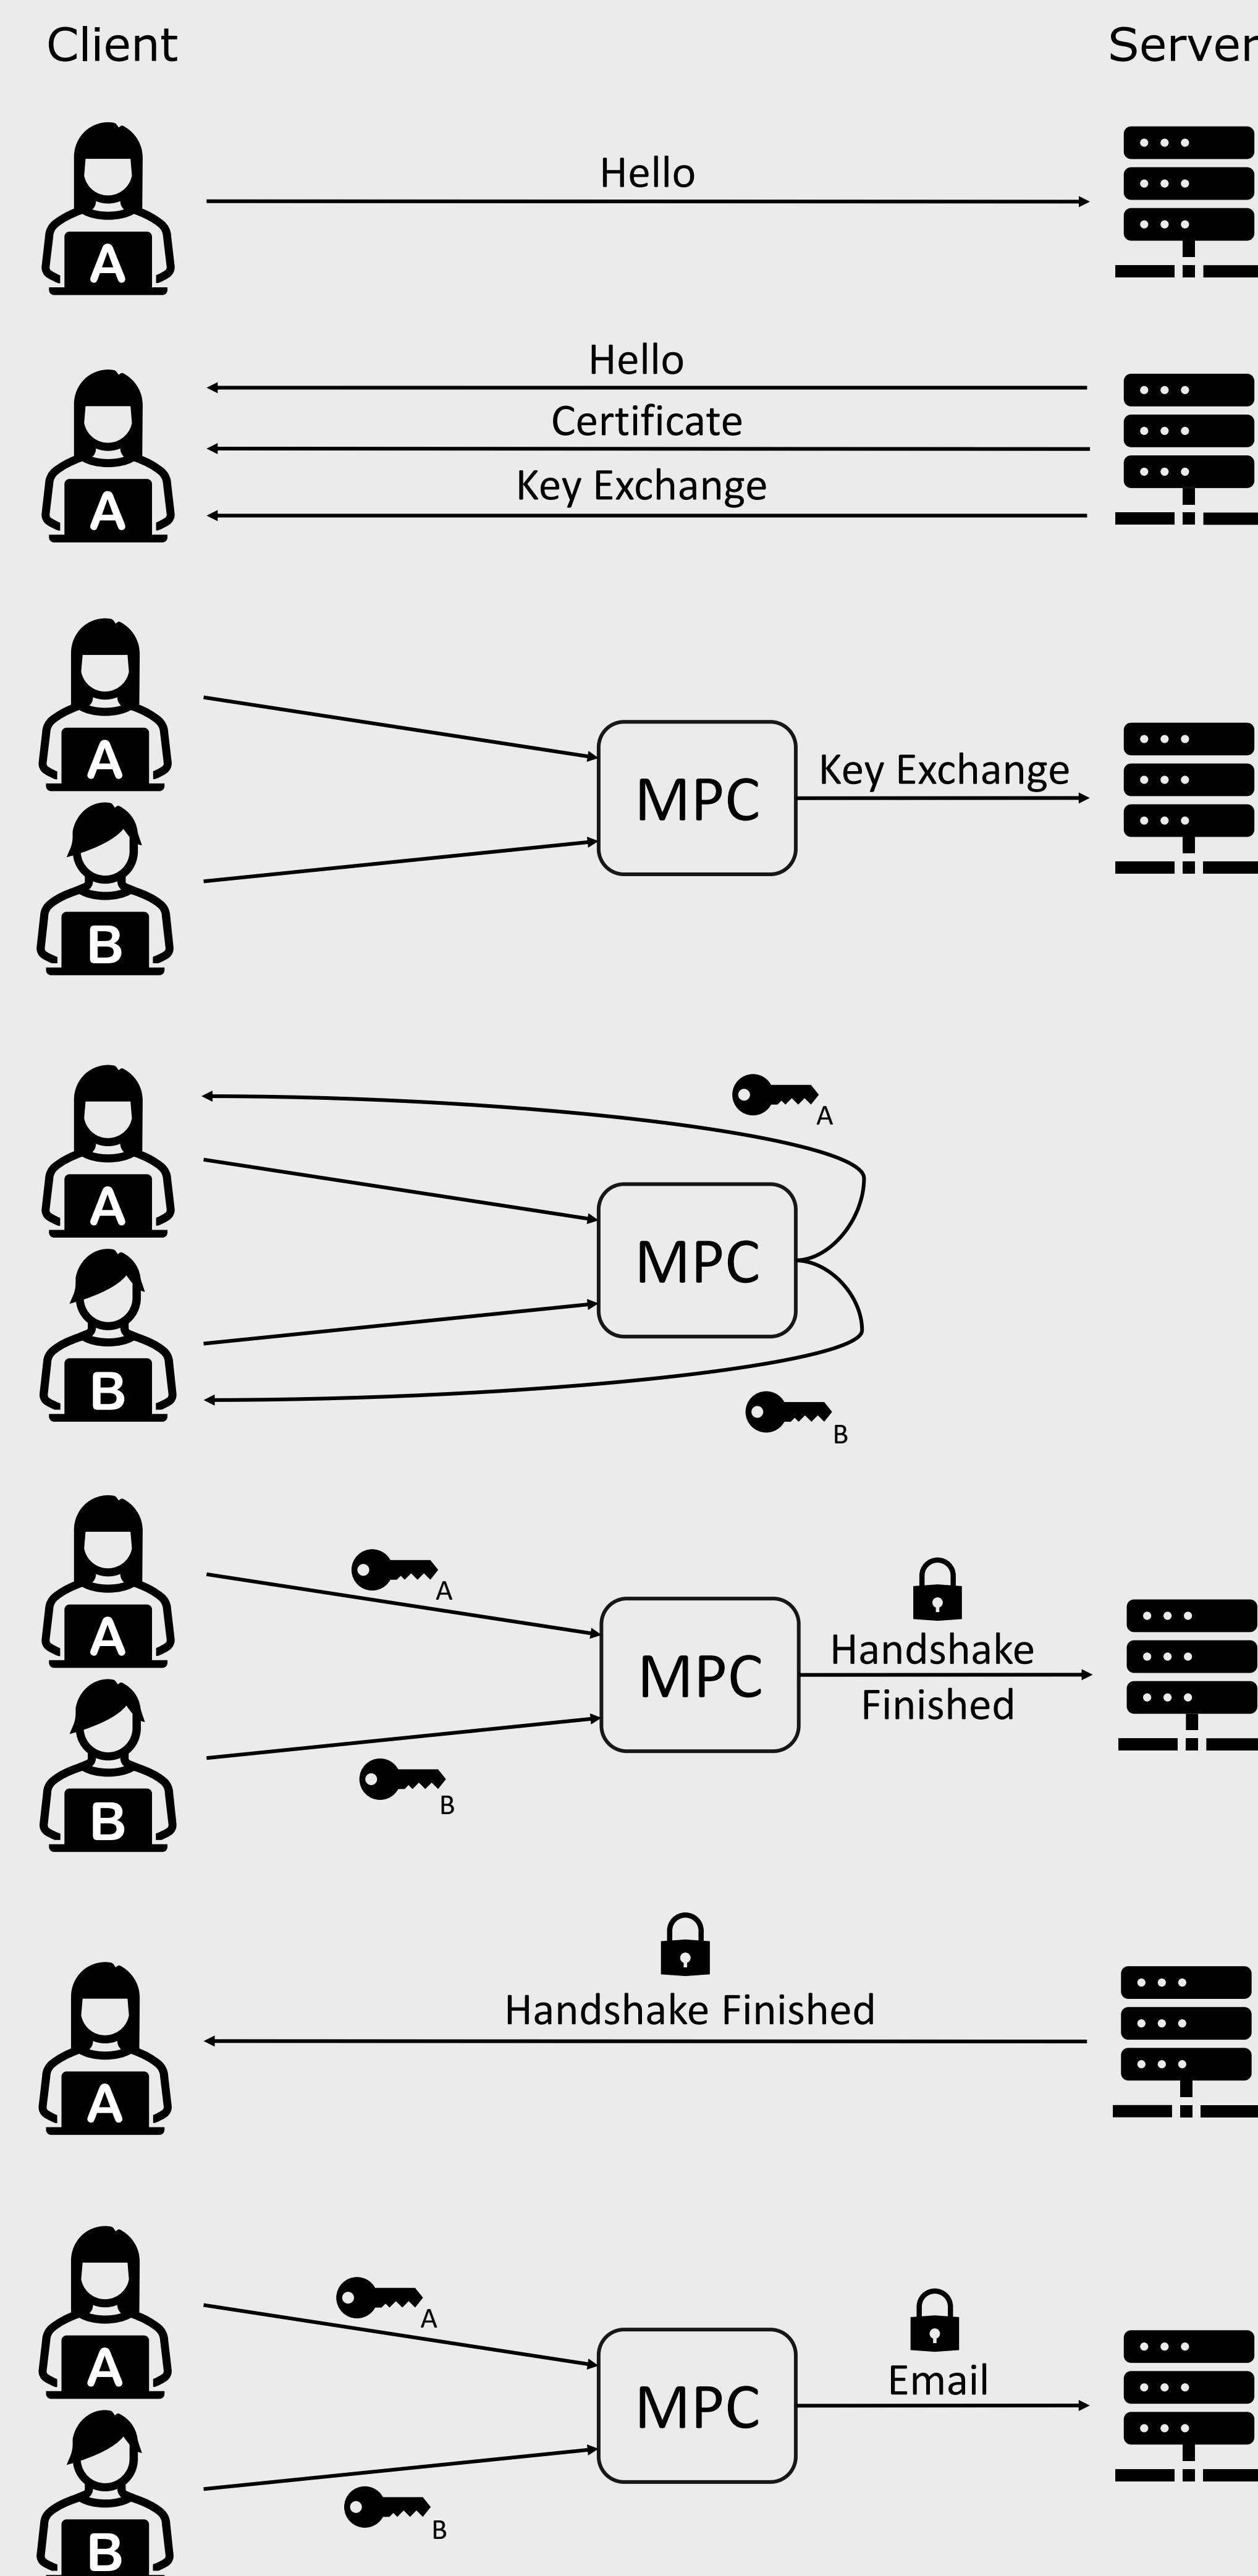 Client
Server
Hello
A
Hello
Certificate
Key Exchange
A
A
MPC
Key Exchange
B
A
A
MPC
B
B
A
A
Handshake
MPC
Finished
B
B
Handshake Finished
A
A
A
Email
MPC
B
B